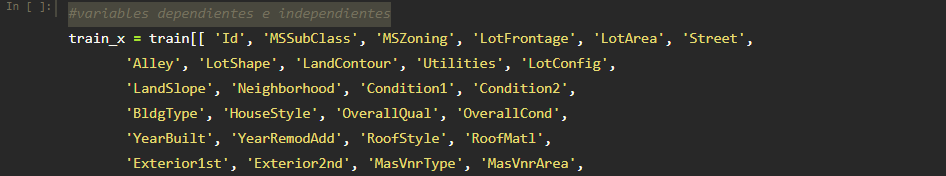 In [ ]:
#variables dependientes e independientes
train_x = train[[ 'Id', 'MSSubClass', 'MSZoning', 'LotFrontage', 'LotArea', 'Street',
'Alley', 'LotShape', 'LandContour', 'Utilities', 'LotConfig',
'LandSlope', 'Neighborhood', 'Condition1', 'Condition2',
'BldgType', 'HouseStyle', 'OverallQual', 'OverallCond',
'YearBuilt', 'YearRemodAdd', 'RoofStyle', 'RoofMatl',
'Exterior1st', 'Exterior2nd', 'MasVnrType', 'MasVnrArea',